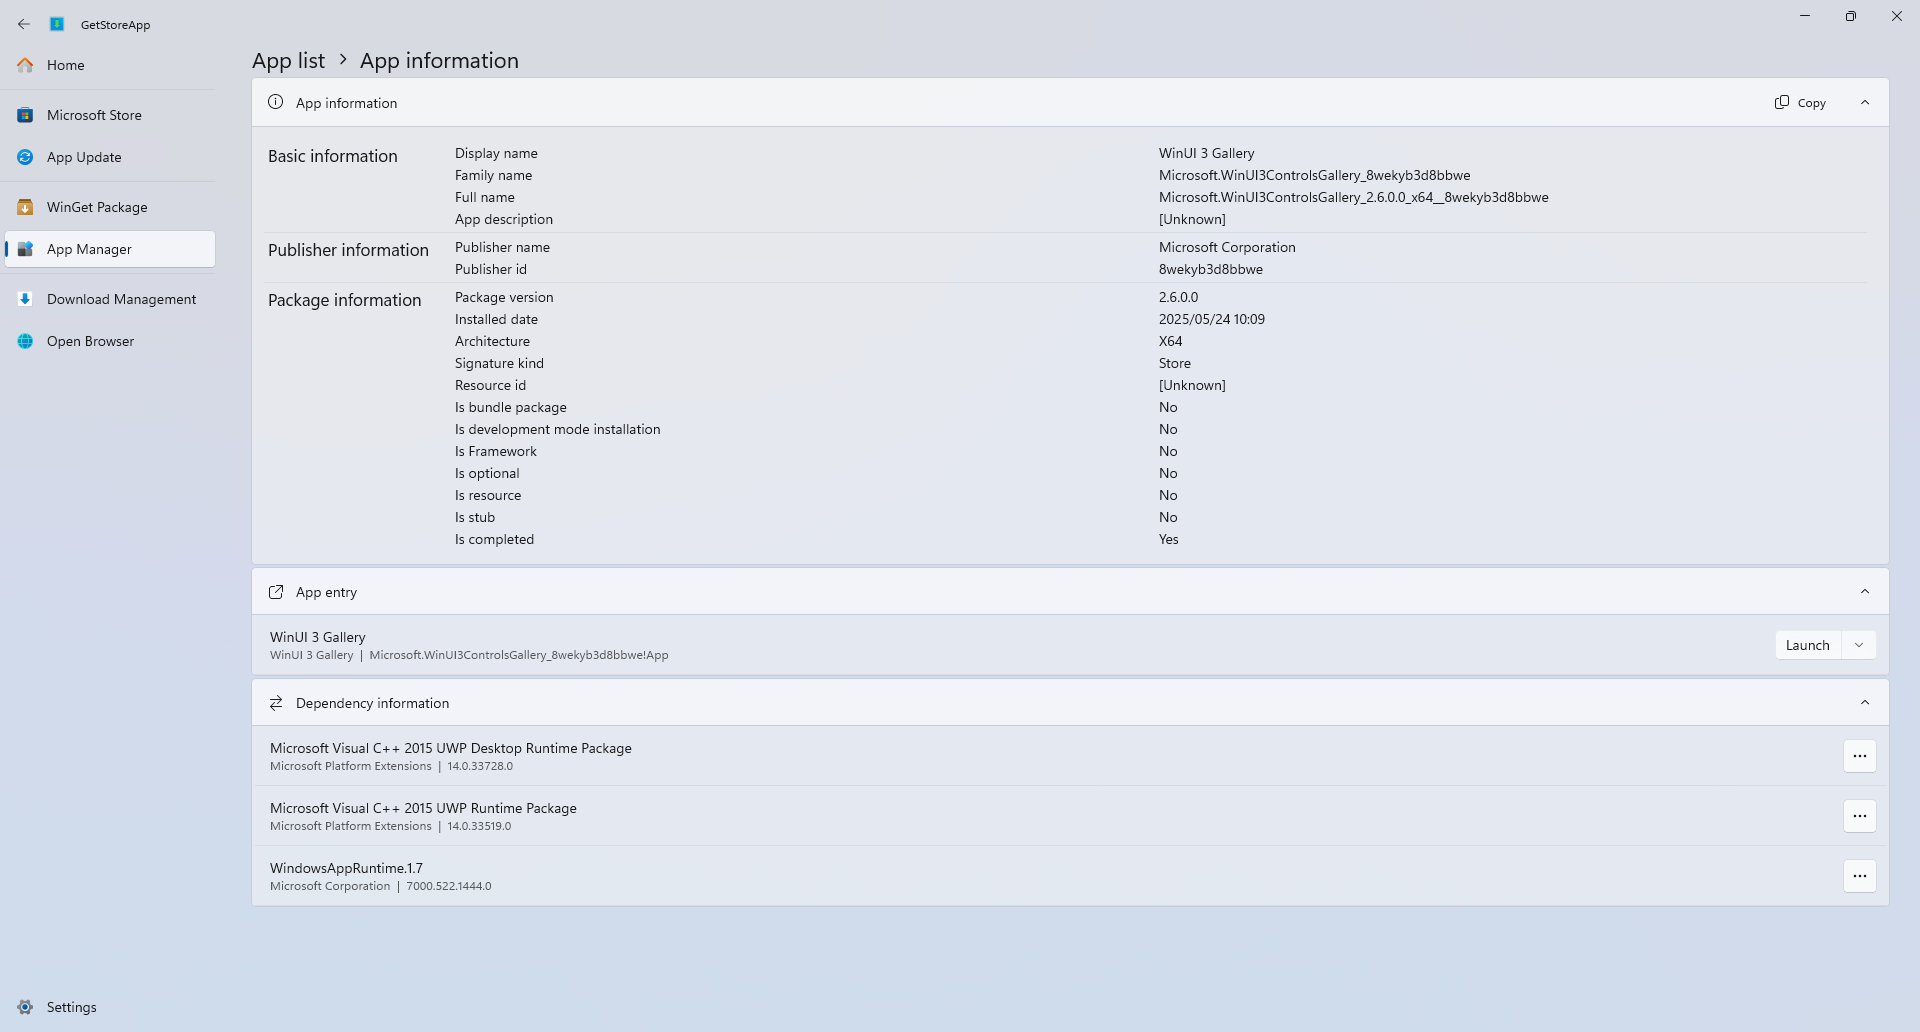 GetStoreApp
Home
Microsoft Store
App Update
WinGet Package
App Manager
Download Management
Open Browser
Settings
App list > App information
App information
Copy
Basic information
Display name WinUI 3 Gallery
Family name Microsoft.WinUI3ControlsGallery_8wekyb3d8bbwe
Full name Microsoft.WinUI3ControlsGallery_2.6.0.0_x64__8wekyb3d8bbwe
App description [Unknown]
Publisher information
Publisher name Microsoft Corporation
Publisher id 8wekyb3d8bbwe
Package information
Package version 2.6.0.0
Installed date 2025/05/24 10:09
Architecture X64
Signature kind Store
Resource id [Unknown]
Is bundle package No
Is development mode installation No
Is Framework No
Is optional No
Is resource No
Is stub No
Is completed Yes
App entry
WinUI 3 Gallery
WinUI 3 Gallery | Microsoft.WinUI3ControlsGallery_8wekyb3d8bbwe!App
Launch
Dependency information
Microsoft Visual C++ 2015 UWP Desktop Runtime Package
Microsoft Platform Extensions | 14.0.33728.0
Microsoft Visual C++ 2015 UWP Runtime Package
Microsoft Platform Extensions | 14.0.33519.0
WindowsAppRuntime.1.7
Microsoft Corporation | 7000.522.1444.0